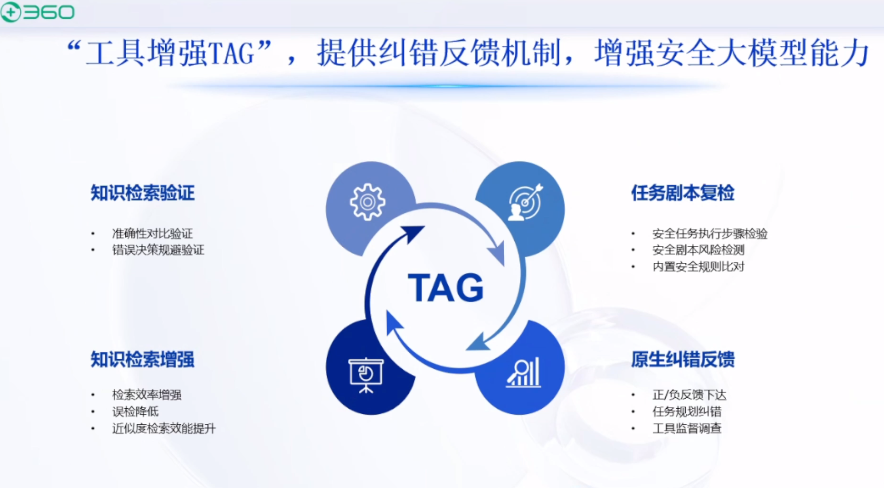 360
“工具增强TAG”，提供纠错反馈机制，增强安全大模型能力
知识检索验证
• 准确性对比验证
• 错误决策规避验证
任务剧本复检
• 安全任务执行步骤检验
• 安全剧本风险检测
• 内置安全规则比对
TAG
知识检索增强
• 检索效率增强
• 误检降低
• 近似度检索效能提升
原生纠错反馈
• 正/负反馈下达
• 任务规划纠错
• 工具监督调查